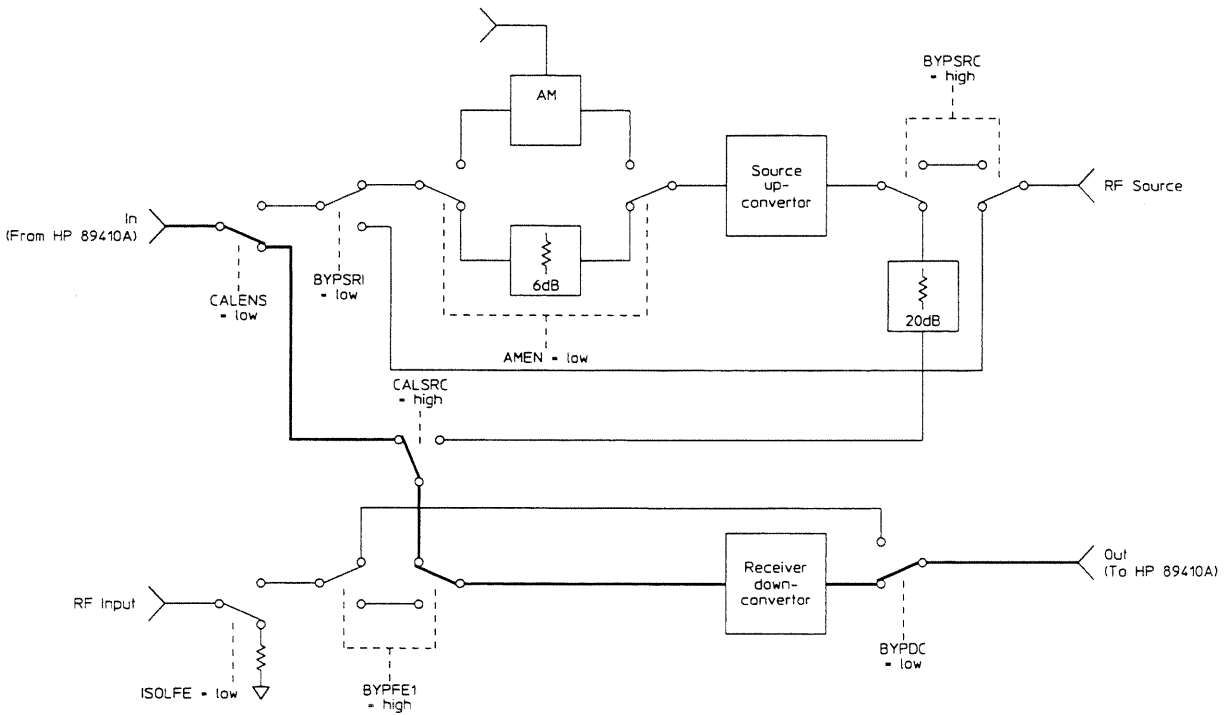 AM
BYPSRC
= high
Source
up-
convertor
RF Source
In
(From HP 89410A)
CALENS
= low
BYPSRI
= low
6dB
AMEN = low
20dB
CALSRC
= high
RF Input
ISOLFE = low
BYPFE1
= high
Receiver
down-
convertor
BYPDC
= low
Out
(To HP 89410A)